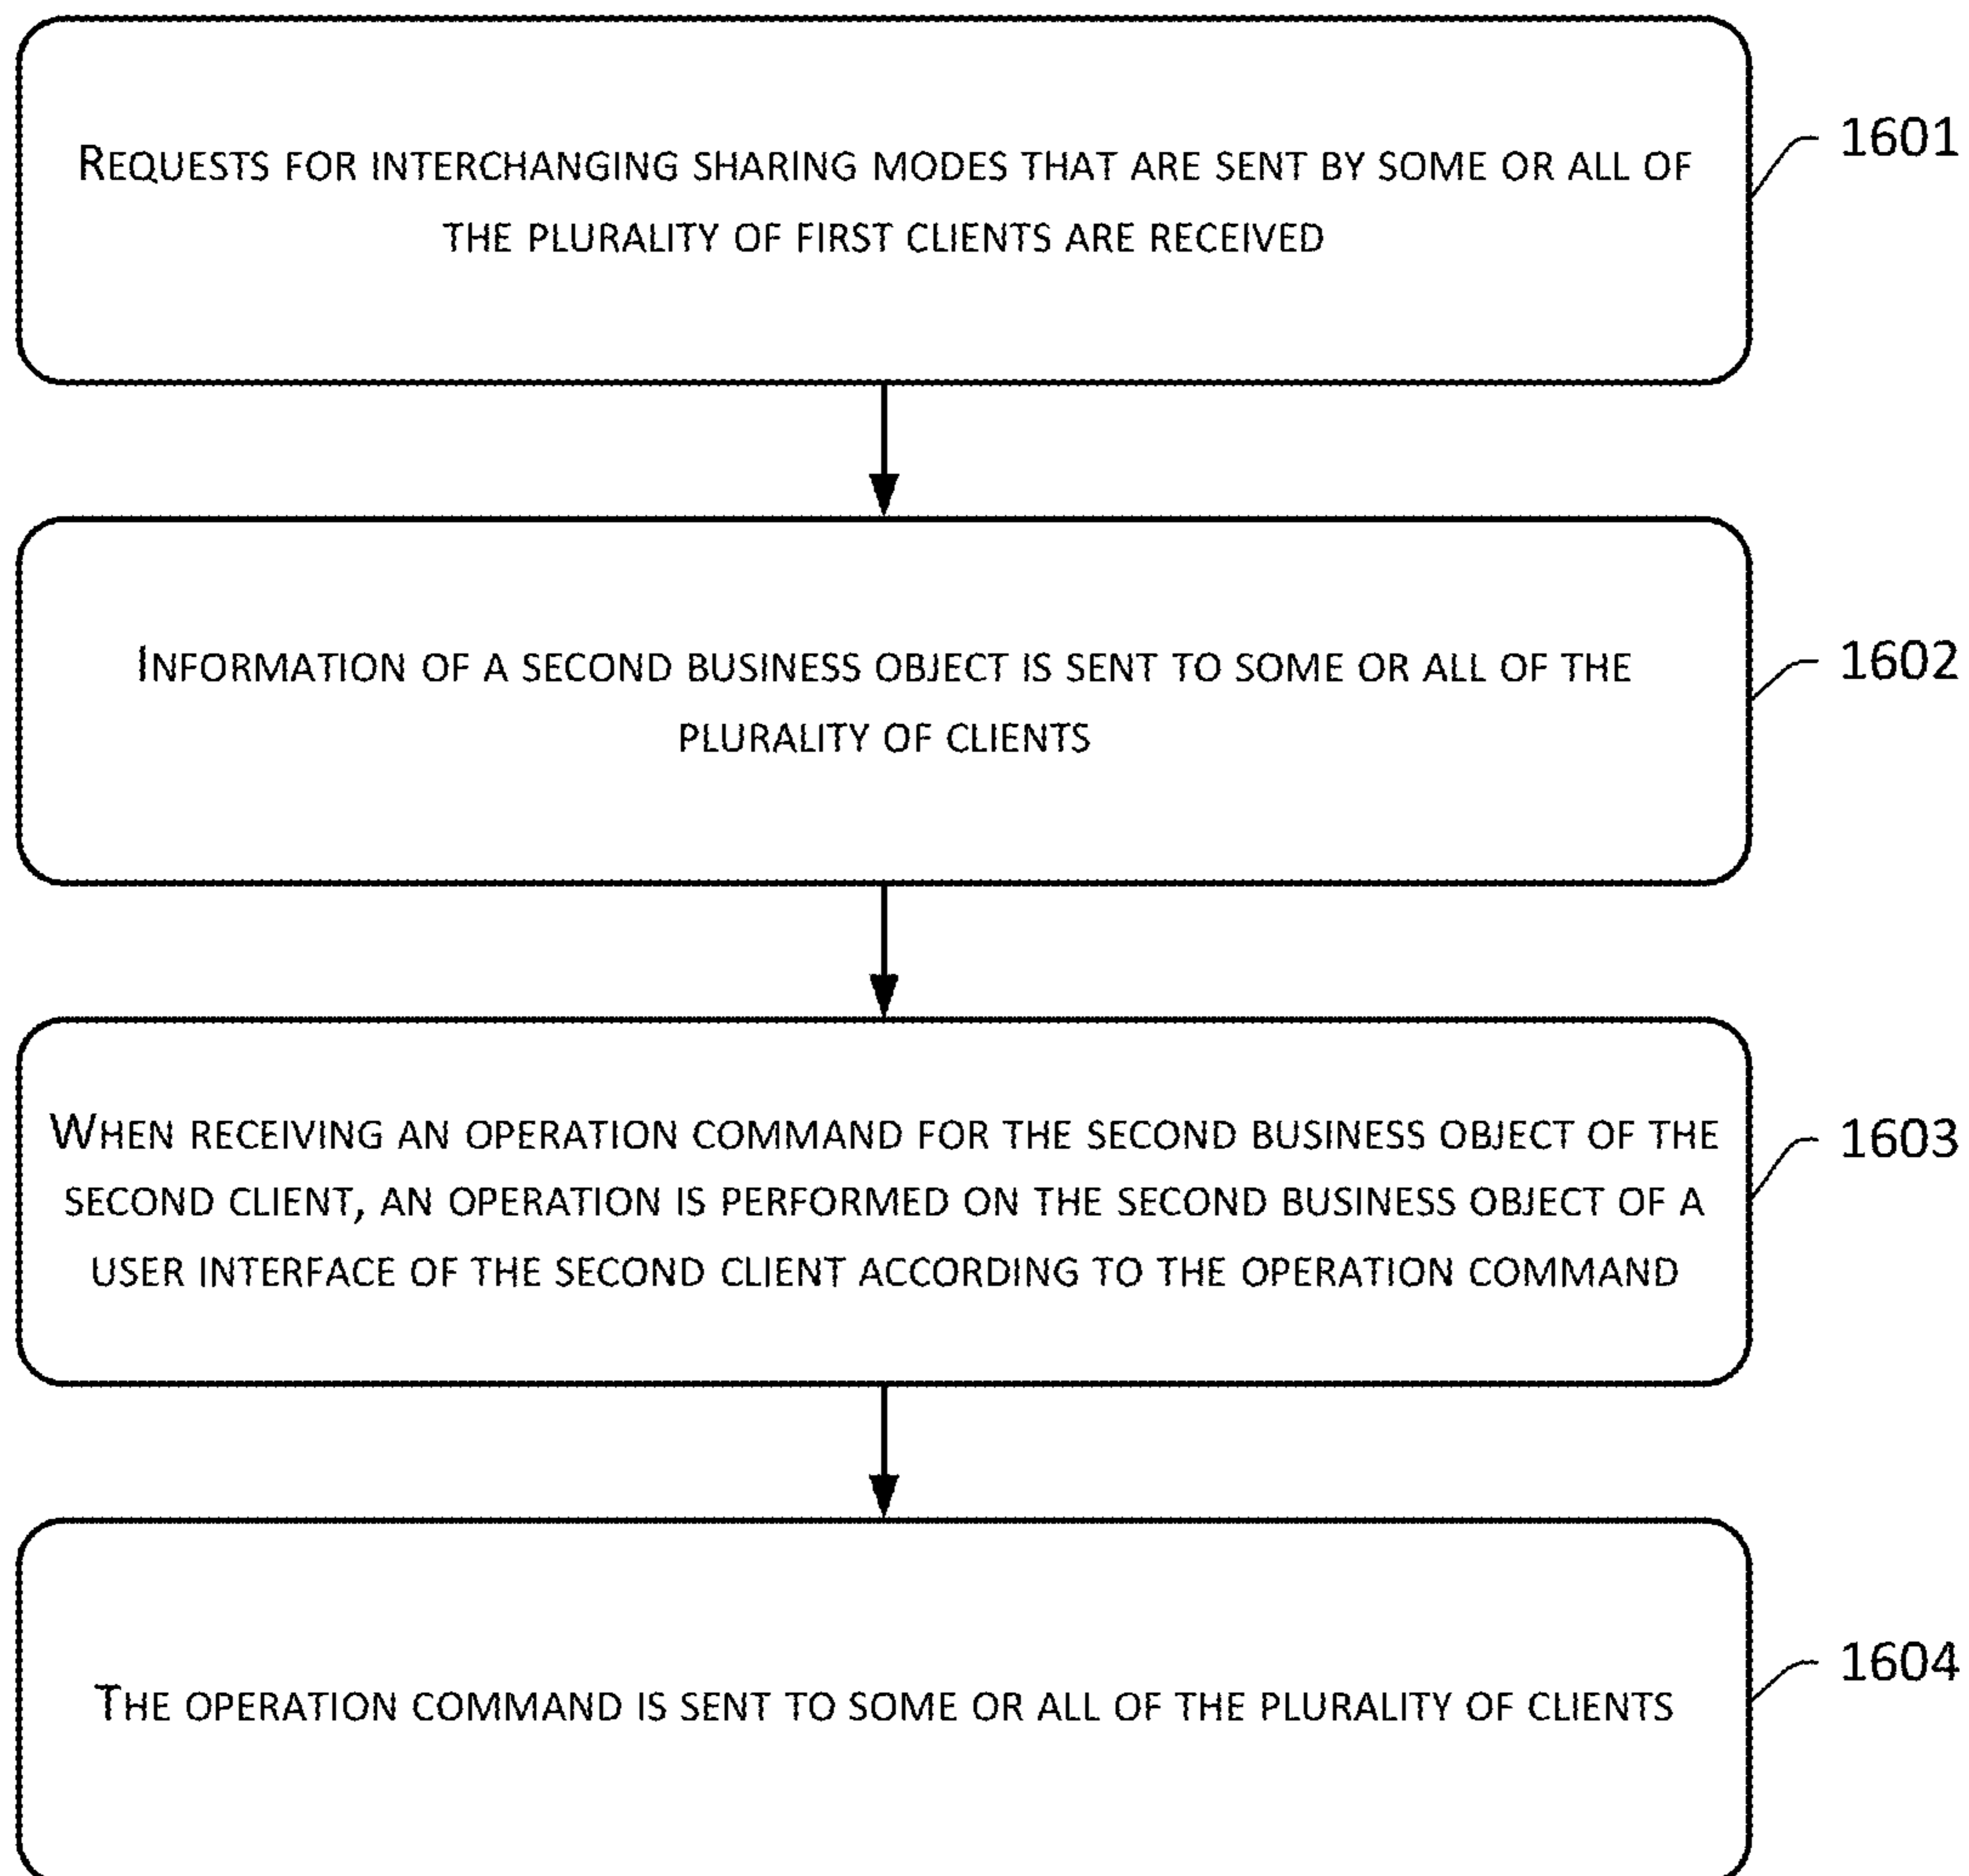 REQUESTS FOR INTERCHANGING SHARING MODES THAT ARE SENT BY SOME OR ALL OF
THE PLURALITY OF FIRST CLIENTS ARE RECEIVED
1601
INFORMATION OF A SECOND BUSINESS OBJECT IS SENT TO SOME OR ALL OF THE
PLURALITY OF CLIENTS
1602
WHEN RECEIVING AN OPERATION COMMAND FOR THE SECOND BUSINESS OBJECT OF THE
SECOND CLIENT, AN OPERATION IS PERFORMED ON THE SECOND BUSINESS OBJECT OF A
USER INTERFACE OF THE SECOND CLIENT ACCORDING TO THE OPERATION COMMAND
1603
THE OPERATION COMMAND IS SENT TO SOME OR ALL OF THE PLURALITY OF CLIENTS
1604